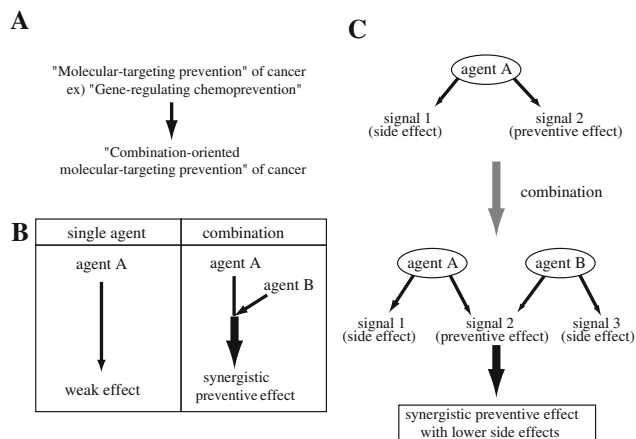 A
"Molecular-targeting prevention" of cancer
ex) "Gene-regulating chemoprevention"
"Combination-oriented
molecular-targeting prevention" of cancer
B
single agent
combination
agent A
weak effect
agent A
agent B
synergistic
preventive effect
C
agent A
signal 1
(side effect)
signal 2
(preventive effect)
combination
agent A
agent B
signal 1
(side effect)
signal 2
(preventive effect)
signal 3
(side effect)
synergistic preventive effect
with lower side effects